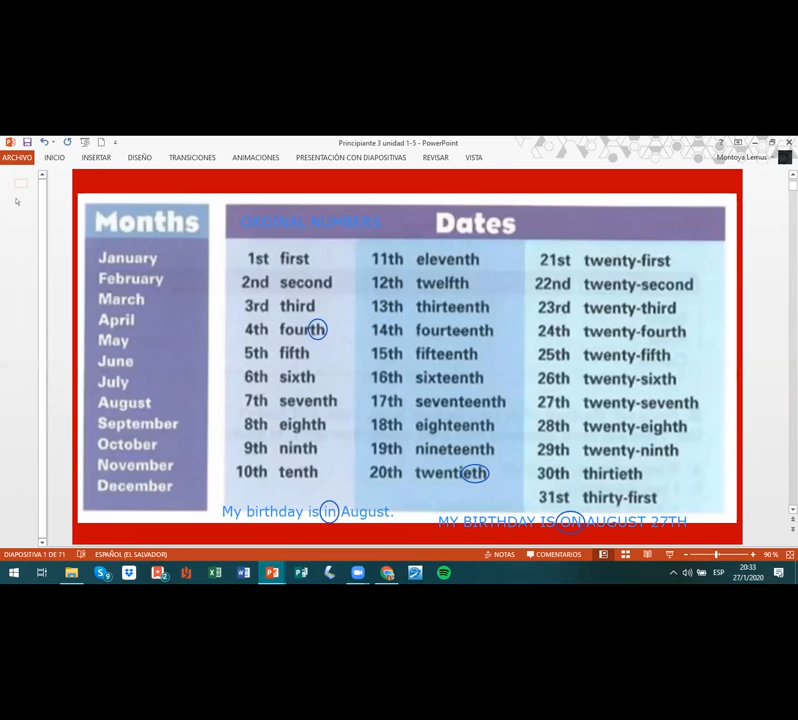 Principiante 3 unidad 1-5 - PowerPoint
ARCHIVO INICIO INSERTAR DISEÑO TRANSICIONES ANIMACIONES PRESENTACIÓN CON DIAPOSITIVAS REVISAR VISTA
Montoya Lemus
Months
January
February
March
April
May
June
July
August
September
October
November
December
ORDINAL NUMBERS Dates
1st first
2nd second
3rd third
4th fourth
5th fifth
6th sixth
7th seventh
8th eighth
9th ninth
10th tenth
11th eleventh
12th twelfth
13th thirteenth
14th fourteenth
15th fifteenth
16th sixteenth
17th seventeenth
18th eighteenth
19th nineteenth
20th twentieth
21st twenty-first
22nd twenty-second
23rd twenty-third
24th twenty-fourth
25th twenty-fifth
26th twenty-sixth
27th twenty-seventh
28th twenty-eighth
29th twenty-ninth
30th thirtieth
31st thirty-first
My birthday is in August.
MY BIRTHDAY IS ON AUGUST 27TH
DIAPOSITIVA 1 DE 71 ESPAÑOL (EL SALVADOR) NOTAS COMENTARIOS 90 %
ESP
20:33
27/1/2020